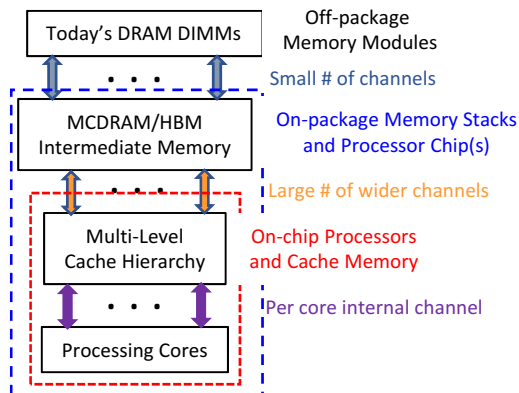 Today's DRAM DIMMs
Off-package
Memory Modules
. . .
Small # of channels
MCDRAM/HBM
Intermediate Memory
On-package Memory Stacks
and Processor Chip(s)
. . .
Large # of wider channels
Multi-Level
Cache Hierarchy
On-chip Processors
and Cache Memory
. . .
Per core internal channel
Processing Cores